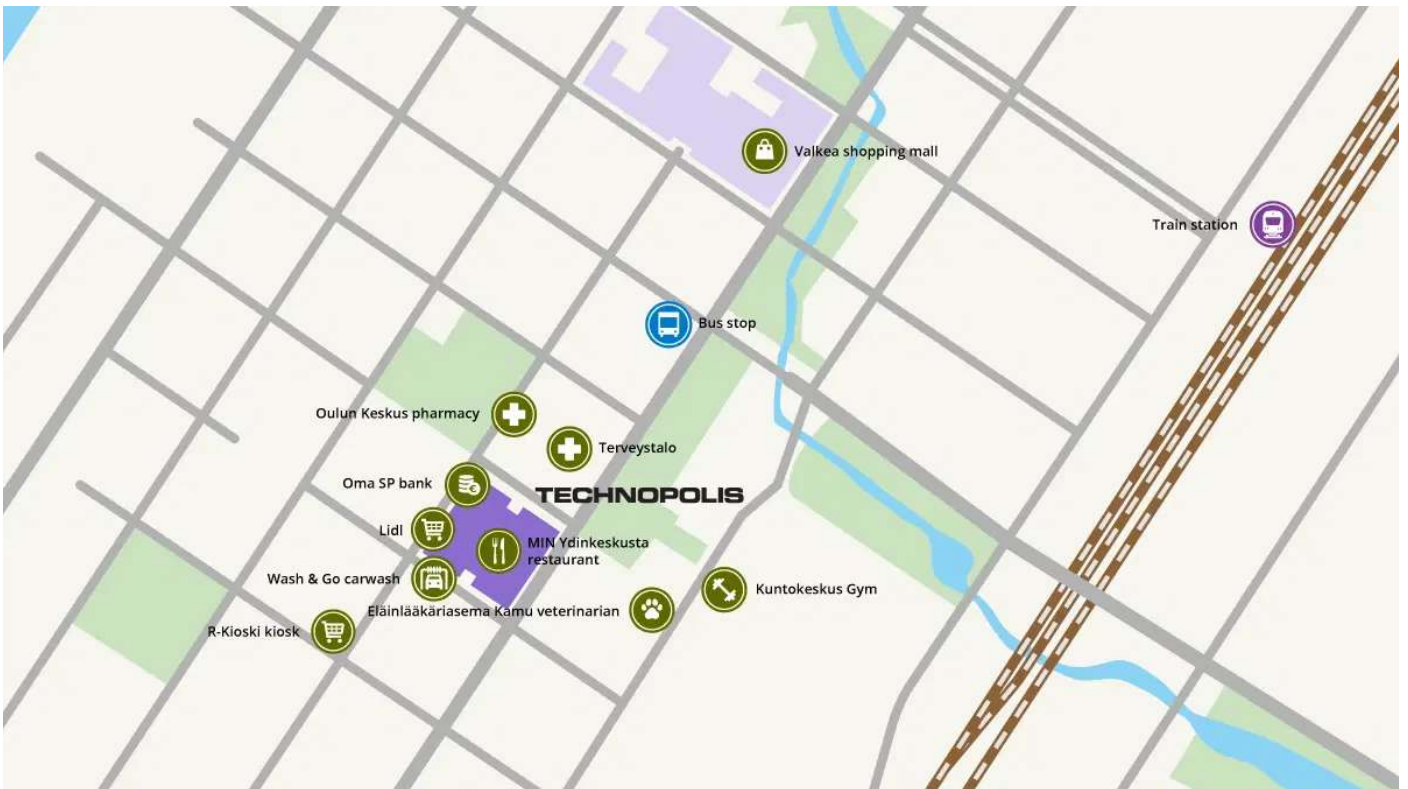 Valkea shopping mall
Train station
Bus stop
Oulun Keskus pharmacy
Terveystalo
Oma SP bank
TECHNOPOLIS
Lidl
MIN Ydinkeskusta
restaurant
Wash & Go carwash
Eläinlääkäriasema Kamu veterinarian
Kuntokeskus Gym
R-Kioski kiosk